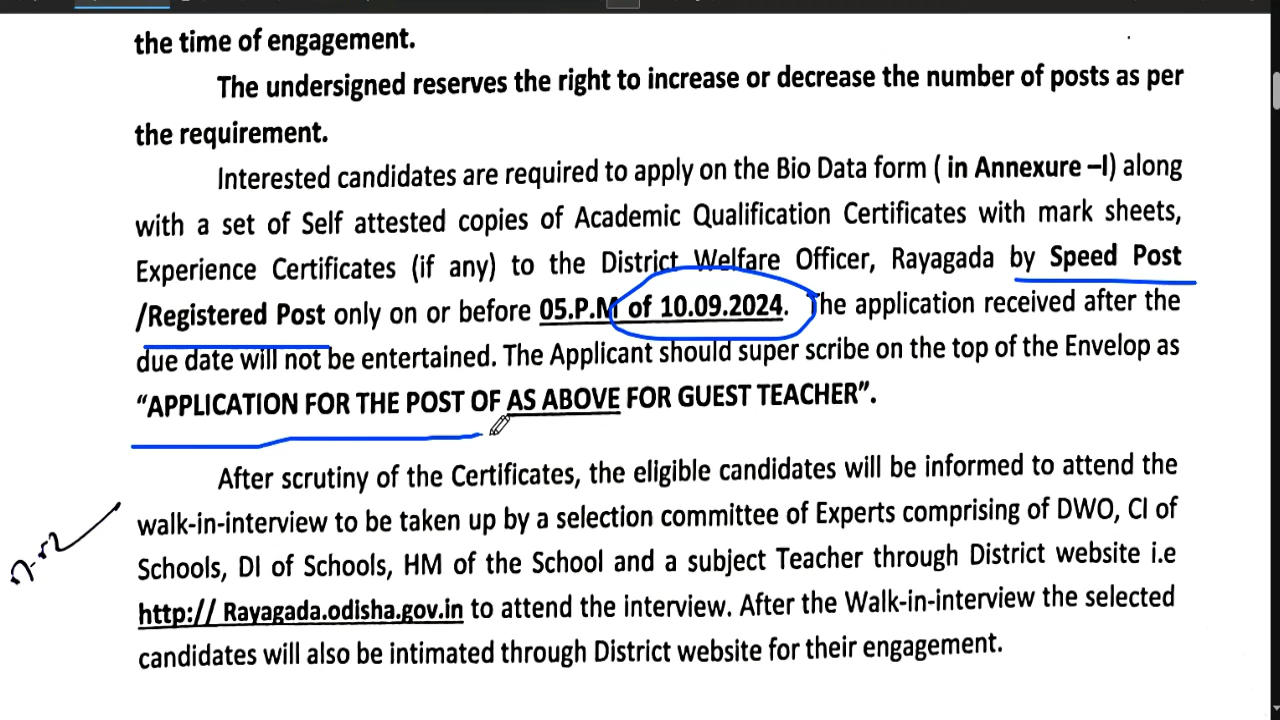 the time of engagement.
The undersigned reserves the right to increase or decrease the number of posts as per
the requirement.
Interested candidates are required to apply on the Bio Data form ( in Annexure –I) along
with a set of Self attested copies of Academic Qualification Certificates with mark sheets,
Experience Certificates (if any) to the District Welfare Officer, Rayagada by Speed Post
/Registered Post only on or before 05.P.M of 10.09.2024. The application received after the
due date will not be entertained. The Applicant should super scribe on the top of the Envelop as
“APPLICATION FOR THE POST OF AS ABOVE FOR GUEST TEACHER”.
After scrutiny of the Certificates, the eligible candidates will be informed to attend the
walk-in-interview to be taken up by a selection committee of Experts comprising of DWO, CI of
Schools, DI of Schools, HM of the School and a subject Teacher through District website i.e
http:// Rayagada.odisha.gov.in to attend the interview. After the Walk-in-interview the selected
candidates will also be intimated through District website for their engagement.